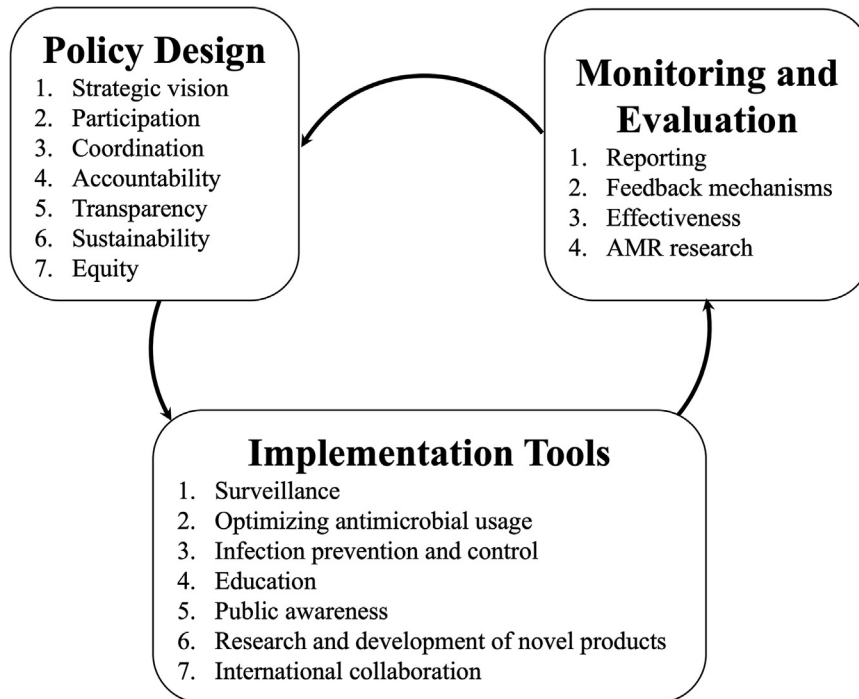 Policy Design
1. Strategic vision
2. Participation
3. Coordination
4. Accountability
5. Transparency
6. Sustainability
7. Equity
Monitoring and
Evaluation
1. Reporting
2. Feedback mechanisms
3. Effectiveness
4. AMR research
Implementation Tools
1. Surveillance
2. Optimizing antimicrobial usage
3. Infection prevention and control
4. Education
5. Public awareness
6. Research and development of novel products
7. International collaboration